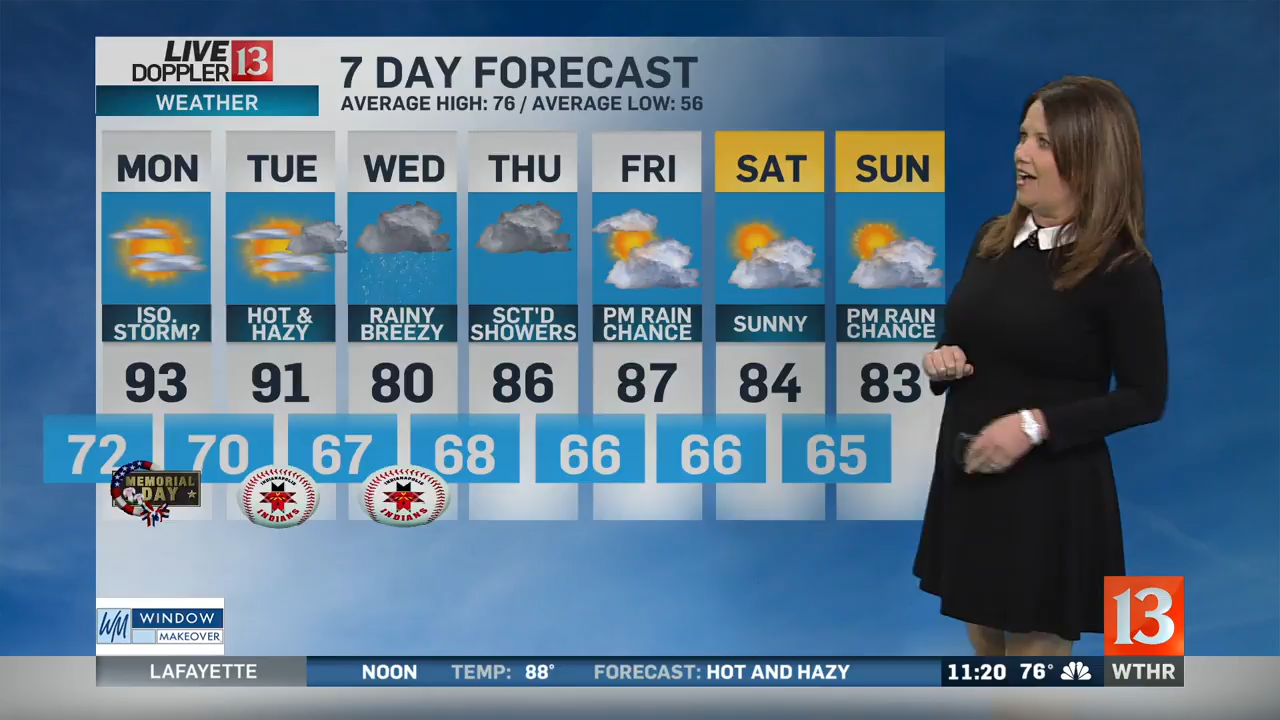 LIVE
DOPPLER 13
WEATHER
7 DAY FORECAST
AVERAGE HIGH: 76 / AVERAGE LOW: 56
MON TUE WED THU FRI SAT SUN
ISO. STORM? HOT & HAZY RAINY BREEZY SCT'D SHOWERS PM RAIN CHANCE SUNNY PM RAIN CHANCE
93 91 80 86 87 84 83
72 70 67 68 66 66 65
MEMORIAL DAY
INDIANAPOLIS INDIANS
INDIANAPOLIS INDIANS
WM WINDOW
MAKEOVER
13
LAFAYETTE NOON TEMP: 88° FORECAST: HOT AND HAZY 11:20 76° WTHR